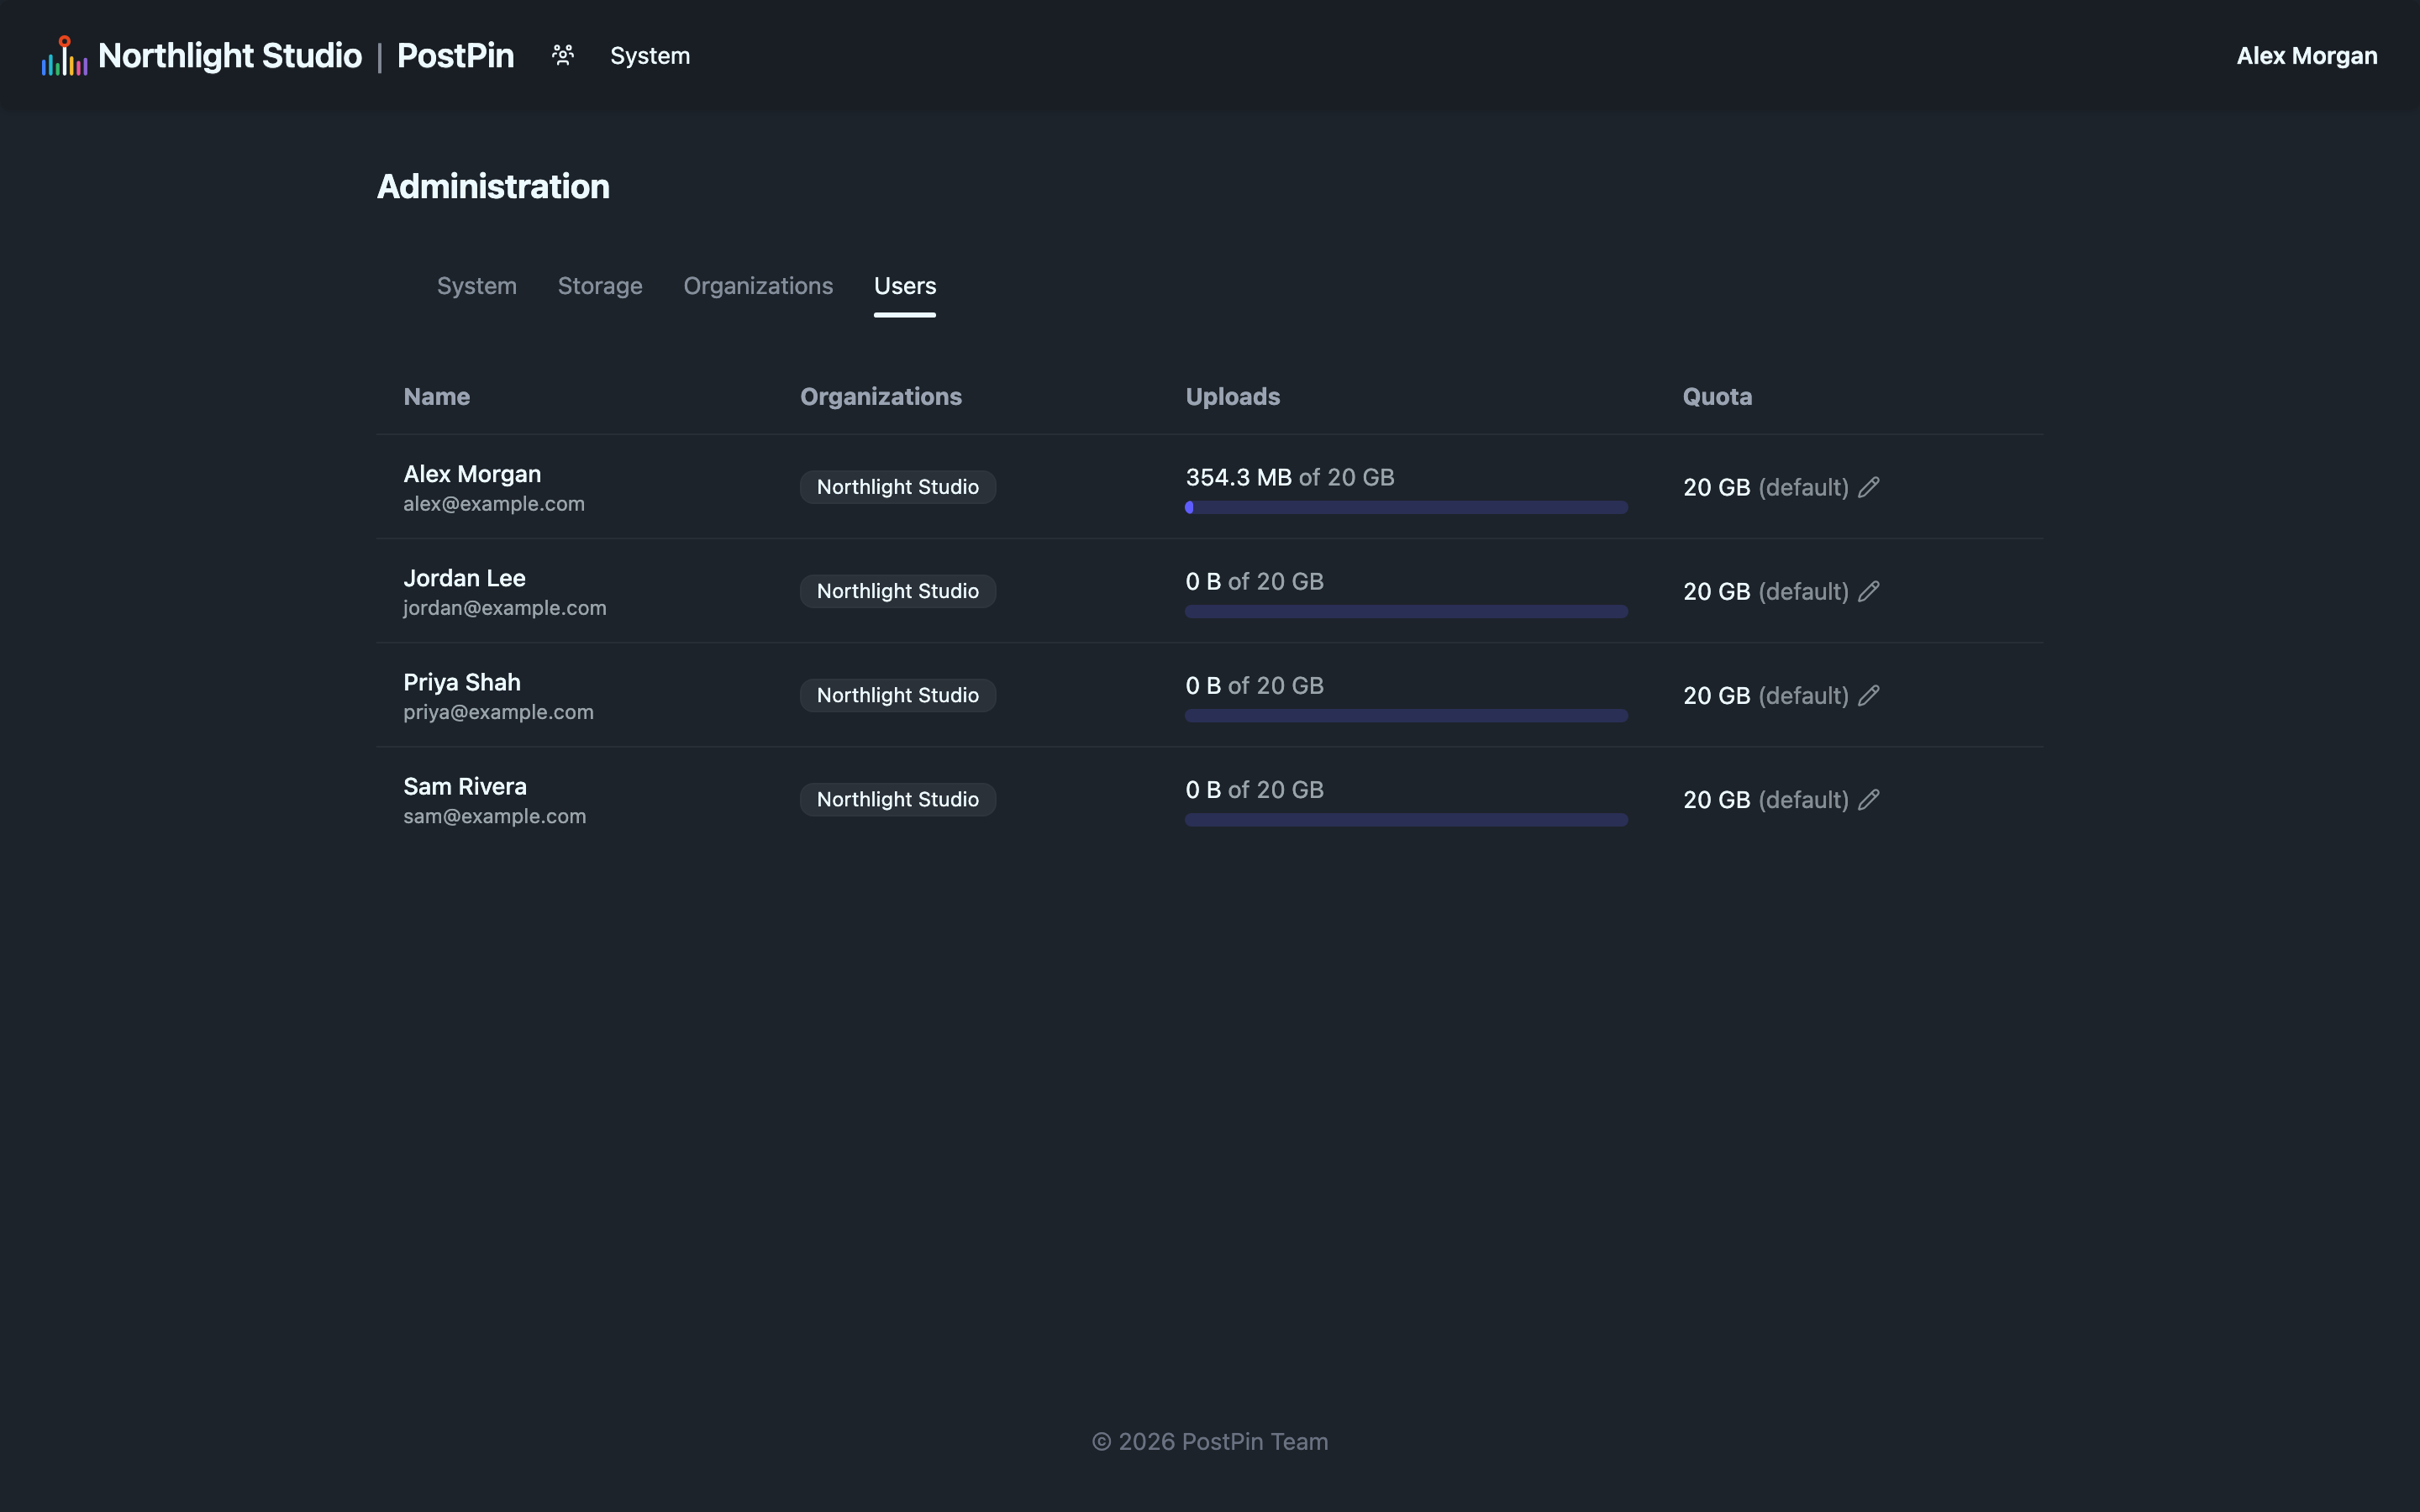 Northlight Studio | PostPin System Alex Morgan
Administration
System Storage Organizations Users
Name Organizations Uploads Quota
Alex Morgan
alex@example.com
Northlight Studio
354.3 MB of 20 GB
20 GB (default)
Jordan Lee
jordan@example.com
Northlight Studio
0 B of 20 GB
20 GB (default)
Priya Shah
priya@example.com
Northlight Studio
0 B of 20 GB
20 GB (default)
Sam Rivera
sam@example.com
Northlight Studio
0 B of 20 GB
20 GB (default)
© 2026 PostPin Team